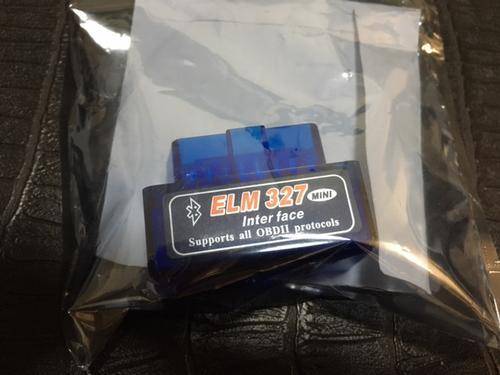 ELM 327 MINI
Inter face
Supports all OBDII protocols